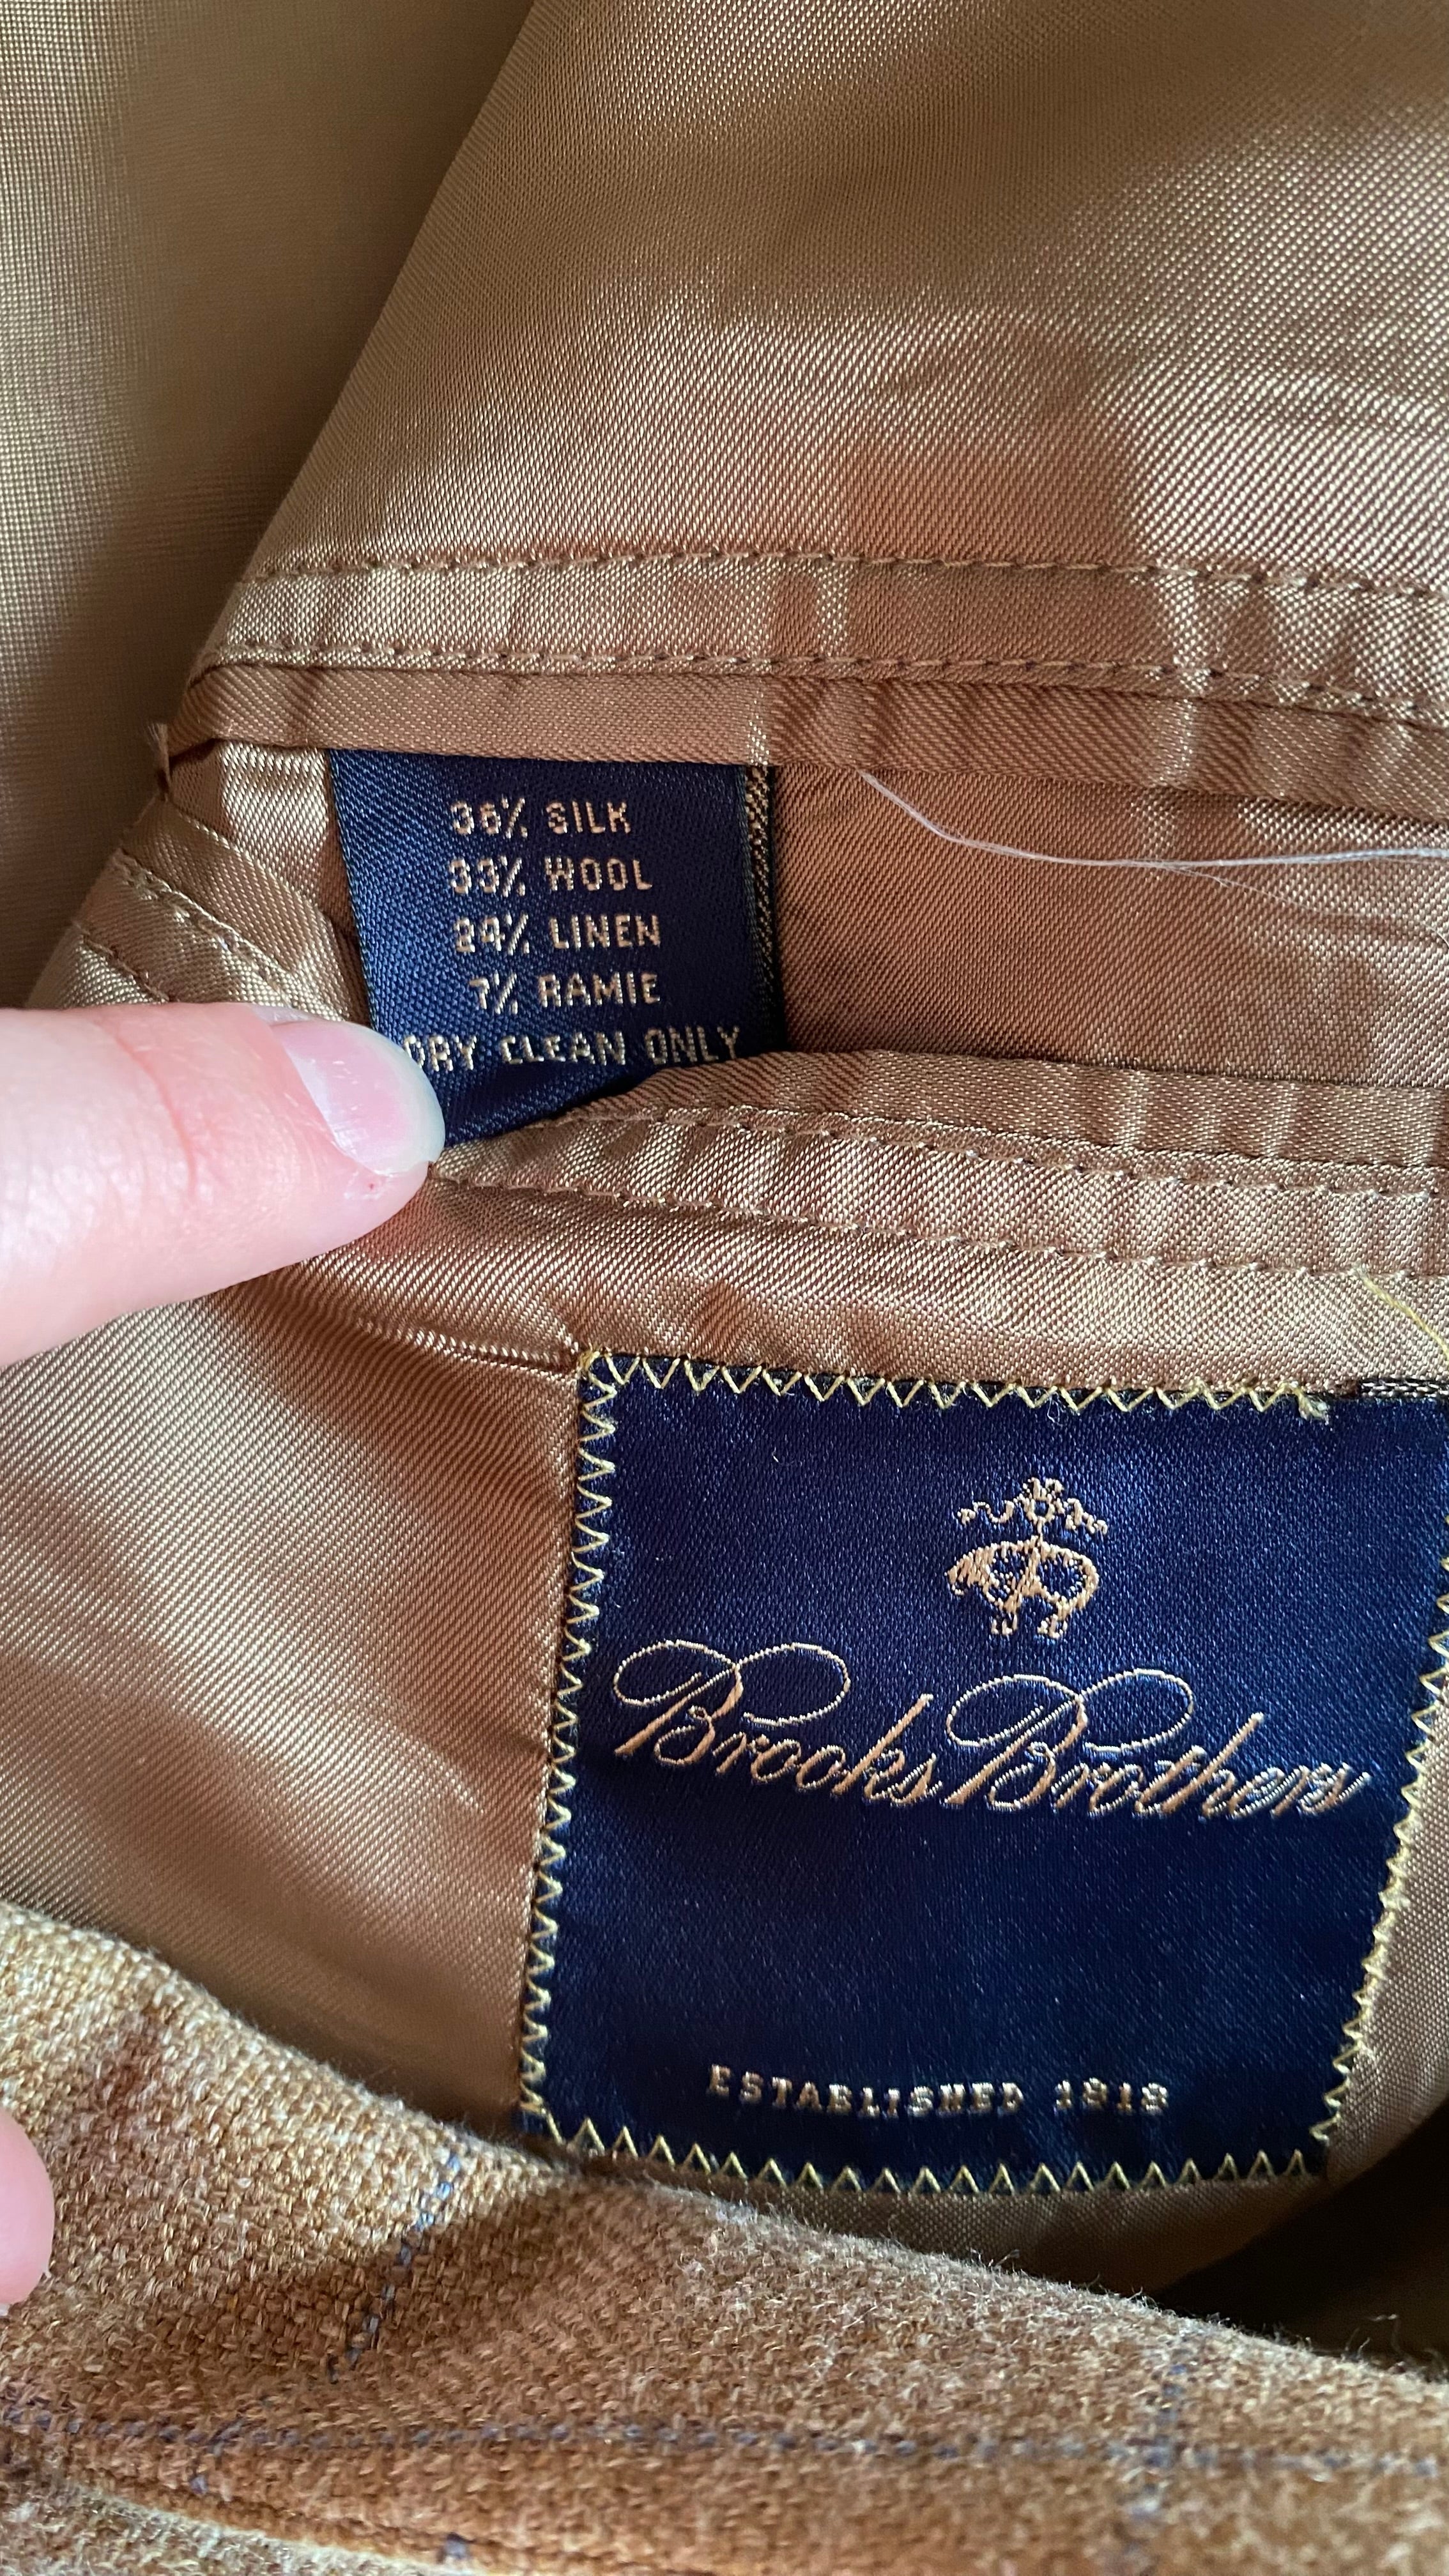 36% SILK
33% WOOL
24% LINEN
7% RAMIE
DRY CLEAN ONLY
Brooks Brothers
ESTABLISHED 1818